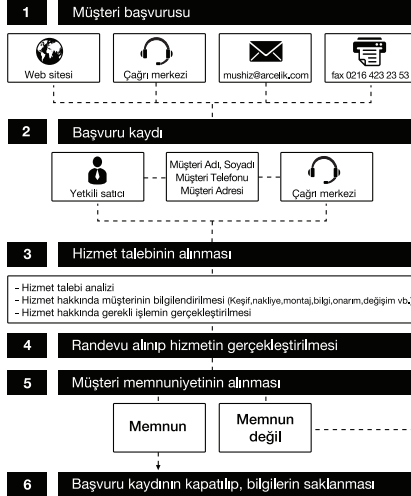 1 Müşteri başvurusu
Web sitesi
Çağrı merkezi
mushiz@arcelik.com
fax 0216 423 23 53
2 Başvuru kaydı
Yetkili satıcı
Müşteri Adı, Soyadı
Müşteri Telefonu
Müşteri Adresi
Çağrı merkezi
3 Hizmet talebinin alınması
- Hizmet talebi analizi
- Hizmet hakkında müşterinin bilgilendirilmesi (Keşif,nakliye,montaj,bilgi,onarım,değişim vb.)
- Hizmet hakkında gerekli işlemin gerçekleştirilmesi
4 Randevu alınıp hizmetin gerçekleştirilmesi
5 Müşteri memnuniyetinin alınması
Memnun
Memnun
değil
6 Başvuru kaydının kapatılıp, bilgilerin saklanması